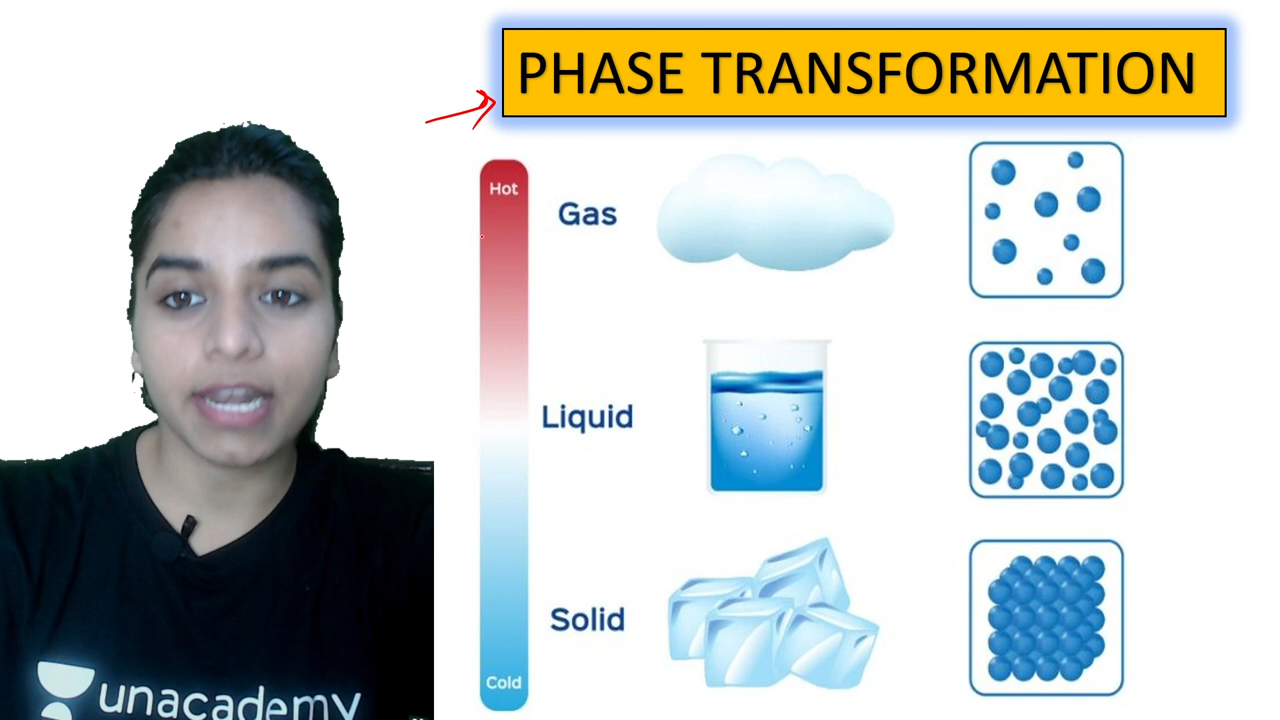 PHASE TRANSFORMATION
Hot
Gas
Liquid
Solid
Cold
unacademy